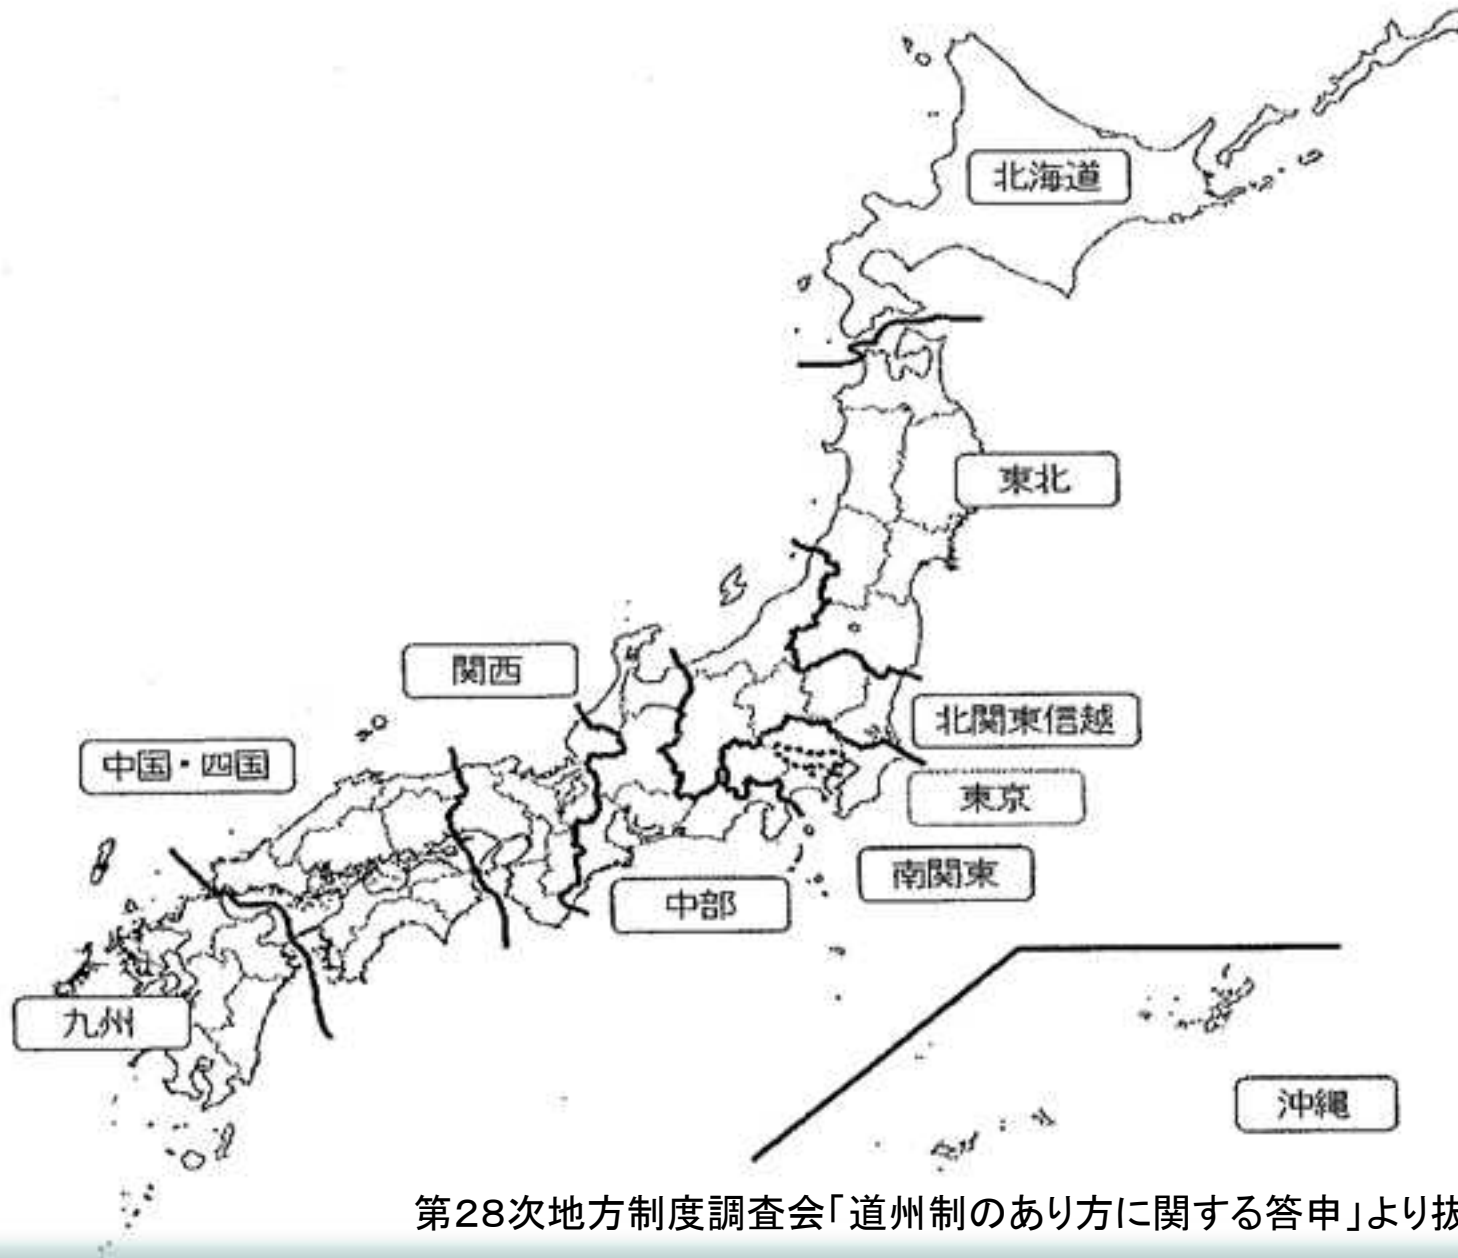 北海道
東北
関西
北関東信越
中国・四国
東京
南関東
中部
九州
沖縄
第28次地方制度調査会「道州制のあり方に関する答申」より抜